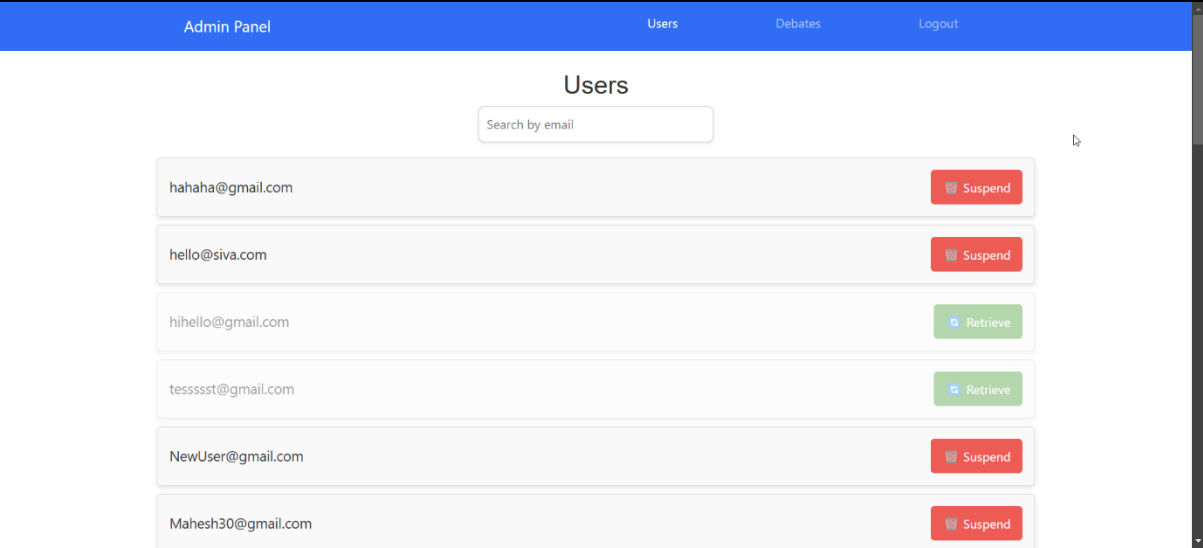 Admin Panel Users Debates Logout
Users
Search by email
hahaha@gmail.com Suspend
hello@siva.com Suspend
hihello@gmail.com Retrieve
tessssst@gmail.com Retrieve
NewUser@gmail.com Suspend
Mahesh30@gmail.com Suspend